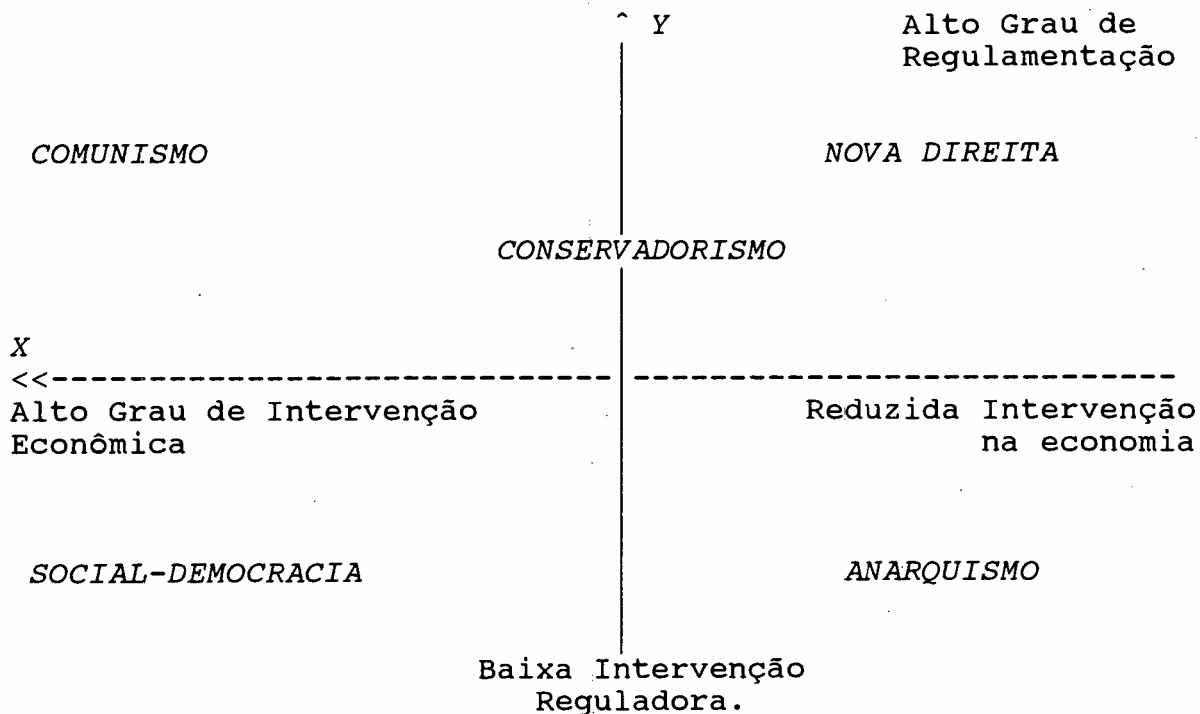 ^ Y Alto Grau de
Regulamentação
COMUNISMO NOVA DIREITA
CONSERVADORISMO
X
<<------------------------------|-----------------------------
Alto Grau de Intervenção Reduzida Intervenção
Econômica na economia
SOCIAL-DEMOCRACIA ANARQUISMO
Baixa Intervenção
Reguladora.